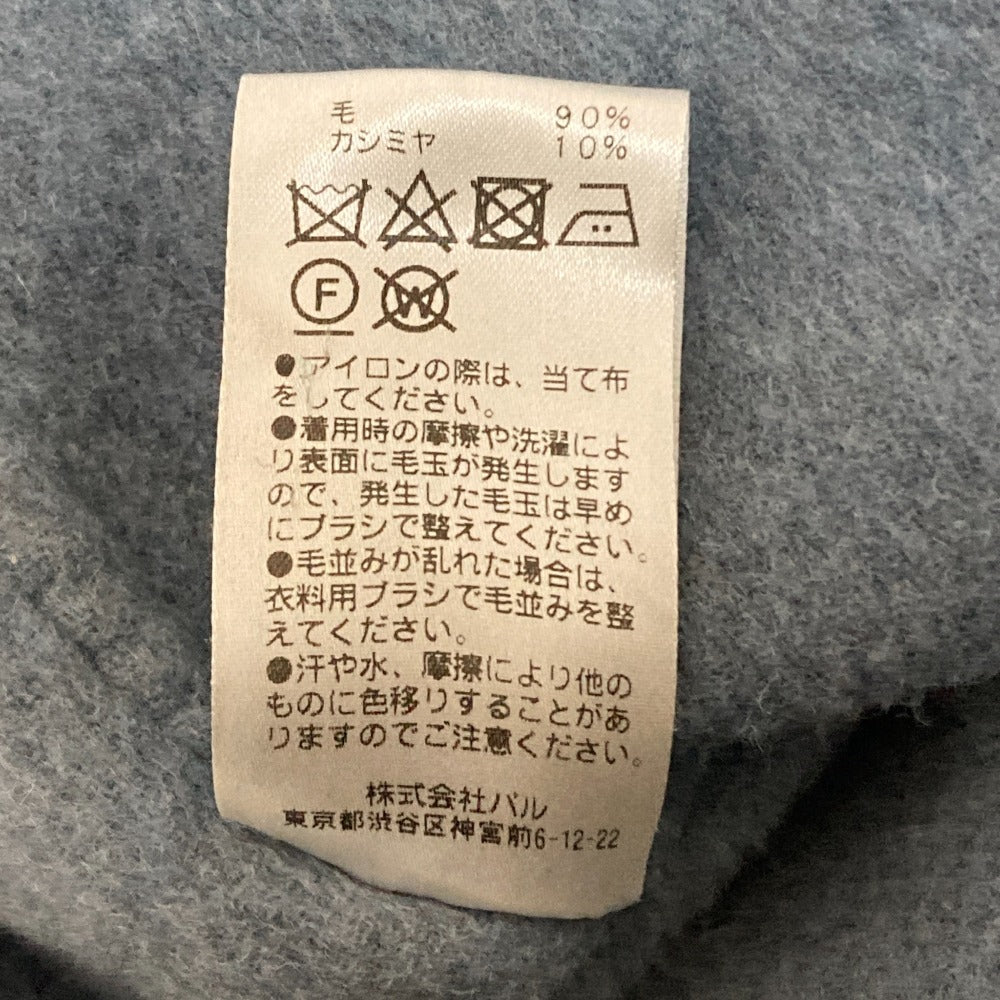 毛 90%
カシミヤ 10%
F
W
●アイロンの際は、当て布
をしてください。
●着用時の摩擦や洗濯によ
り表面に毛玉が発生します
ので、発生した毛玉は早め
にブラシで整えてください。
●毛並みが乱れた場合は、
衣料用ブラシで毛並みを整
えてください。
●汗や水、摩擦により他の
ものに色移りすることがあ
りますのでご注意ください。
株式会社パル
東京都渋谷区神宮前6-12-22